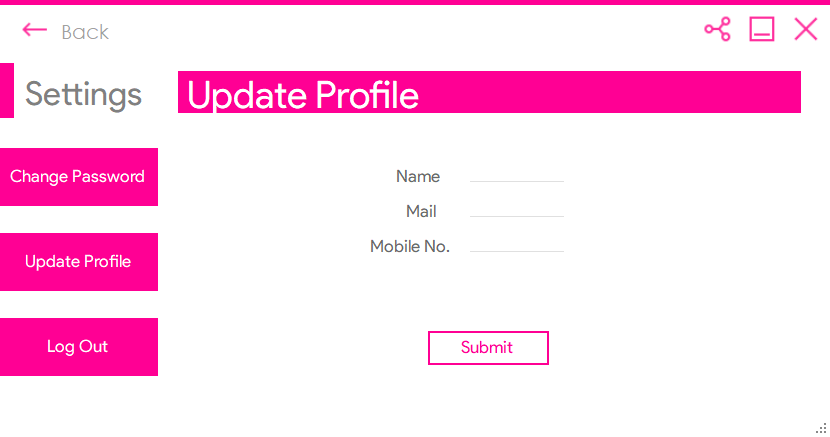 Back
Settings
Update Profile
Change Password
Update Profile
Log Out
Name
Mail
Mobile No.
Submit